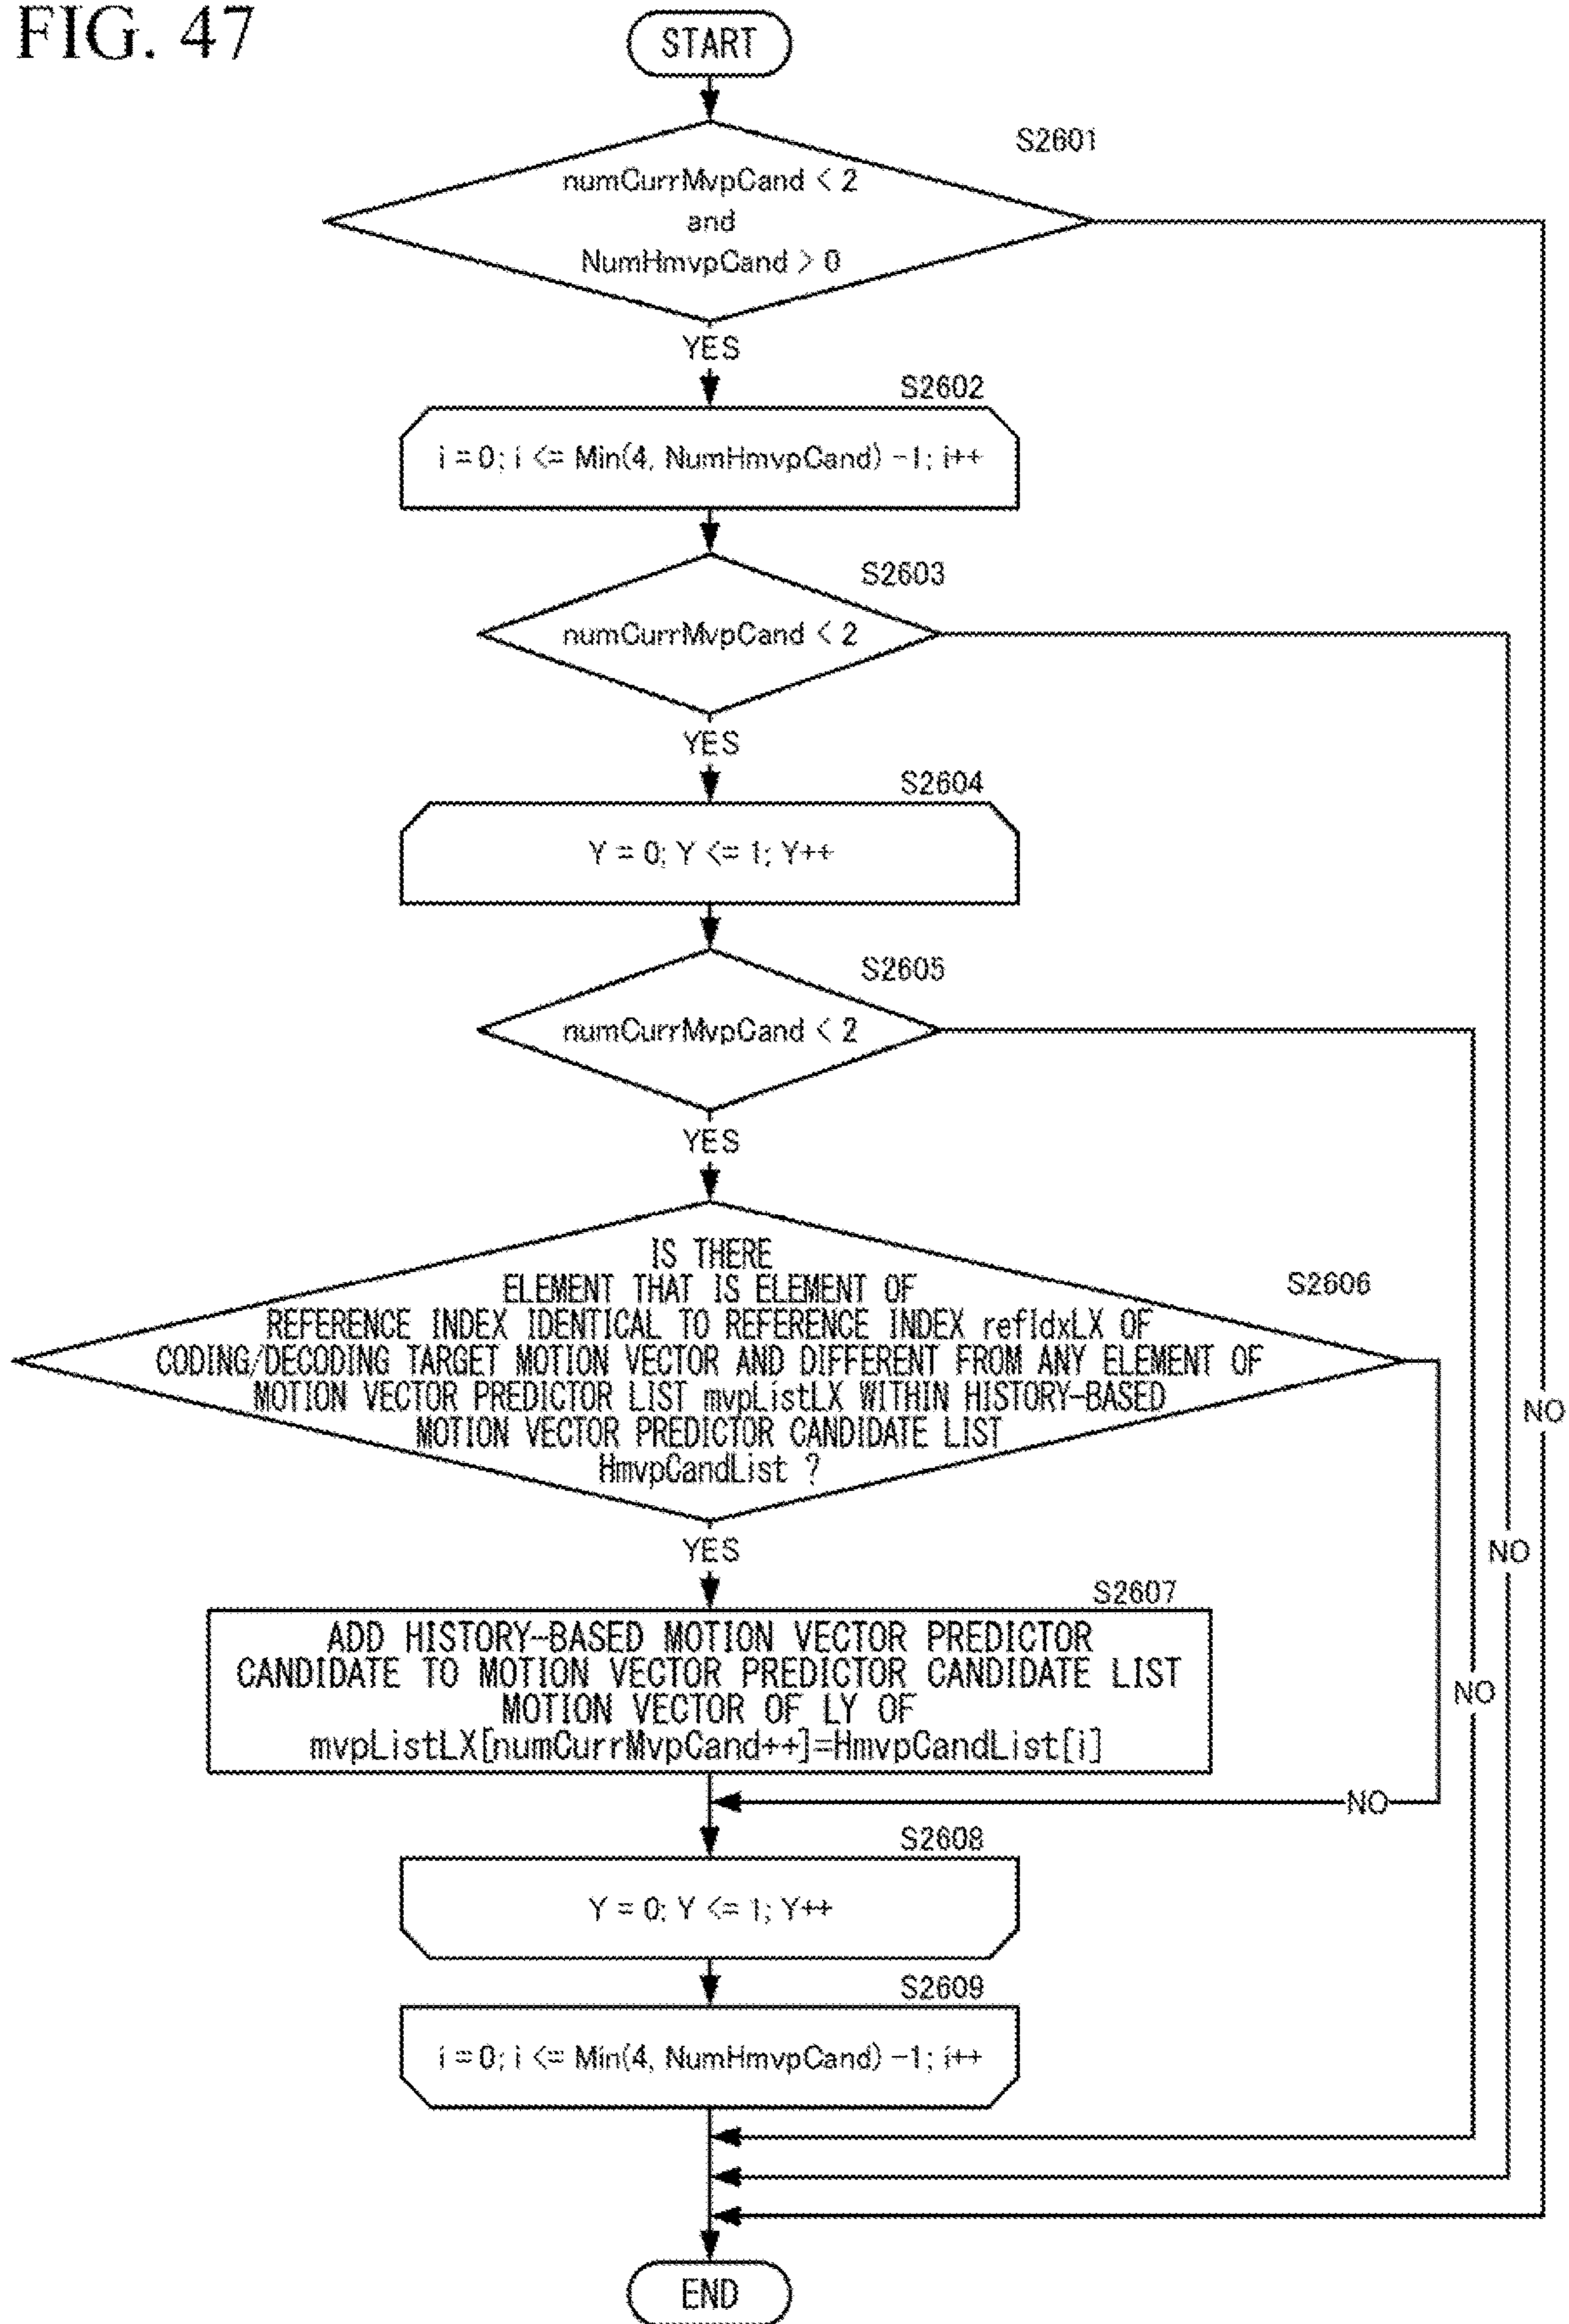 FIG. 47
START
S2601
numCurrMvpCand < 2
and
NumHmvpCand > 0
YES
S2602
i = 0; i <= Min(4, NumHmvpCand) -1; i++
S2603
numCurrMvpCand < 2
YES
S2604
Y = 0; Y <= 1; Y++
S2605
numCurrMvpCand < 2
YES
S2606
IS THERE
ELEMENT THAT IS ELEMENT OF
REFERENCE INDEX IDENTICAL TO REFERENCE INDEX refIdxLX OF
CODING/DECODING TARGET MOTION VECTOR AND DIFFERENT FROM ANY ELEMENT OF
MOTION VECTOR PREDICTOR LIST mvpListLX WITHIN HISTORY-BASED
MOTION VECTOR PREDICTOR CANDIDATE LIST
HmvpCandList ?
NO
NO
YES
S2607
ADD HISTORY-BASED MOTION VECTOR PREDICTOR
CANDIDATE TO MOTION VECTOR PREDICTOR CANDIDATE LIST
MOTION VECTOR OF LY OF
mvpListLX[numCurrMvpCand++]=HmvpCandList[i]
NO
NO
S2608
Y = 0; Y <= 1; Y++
S2609
i = 0; i <= Min(4, NumHmvpCand) -1; i++
END